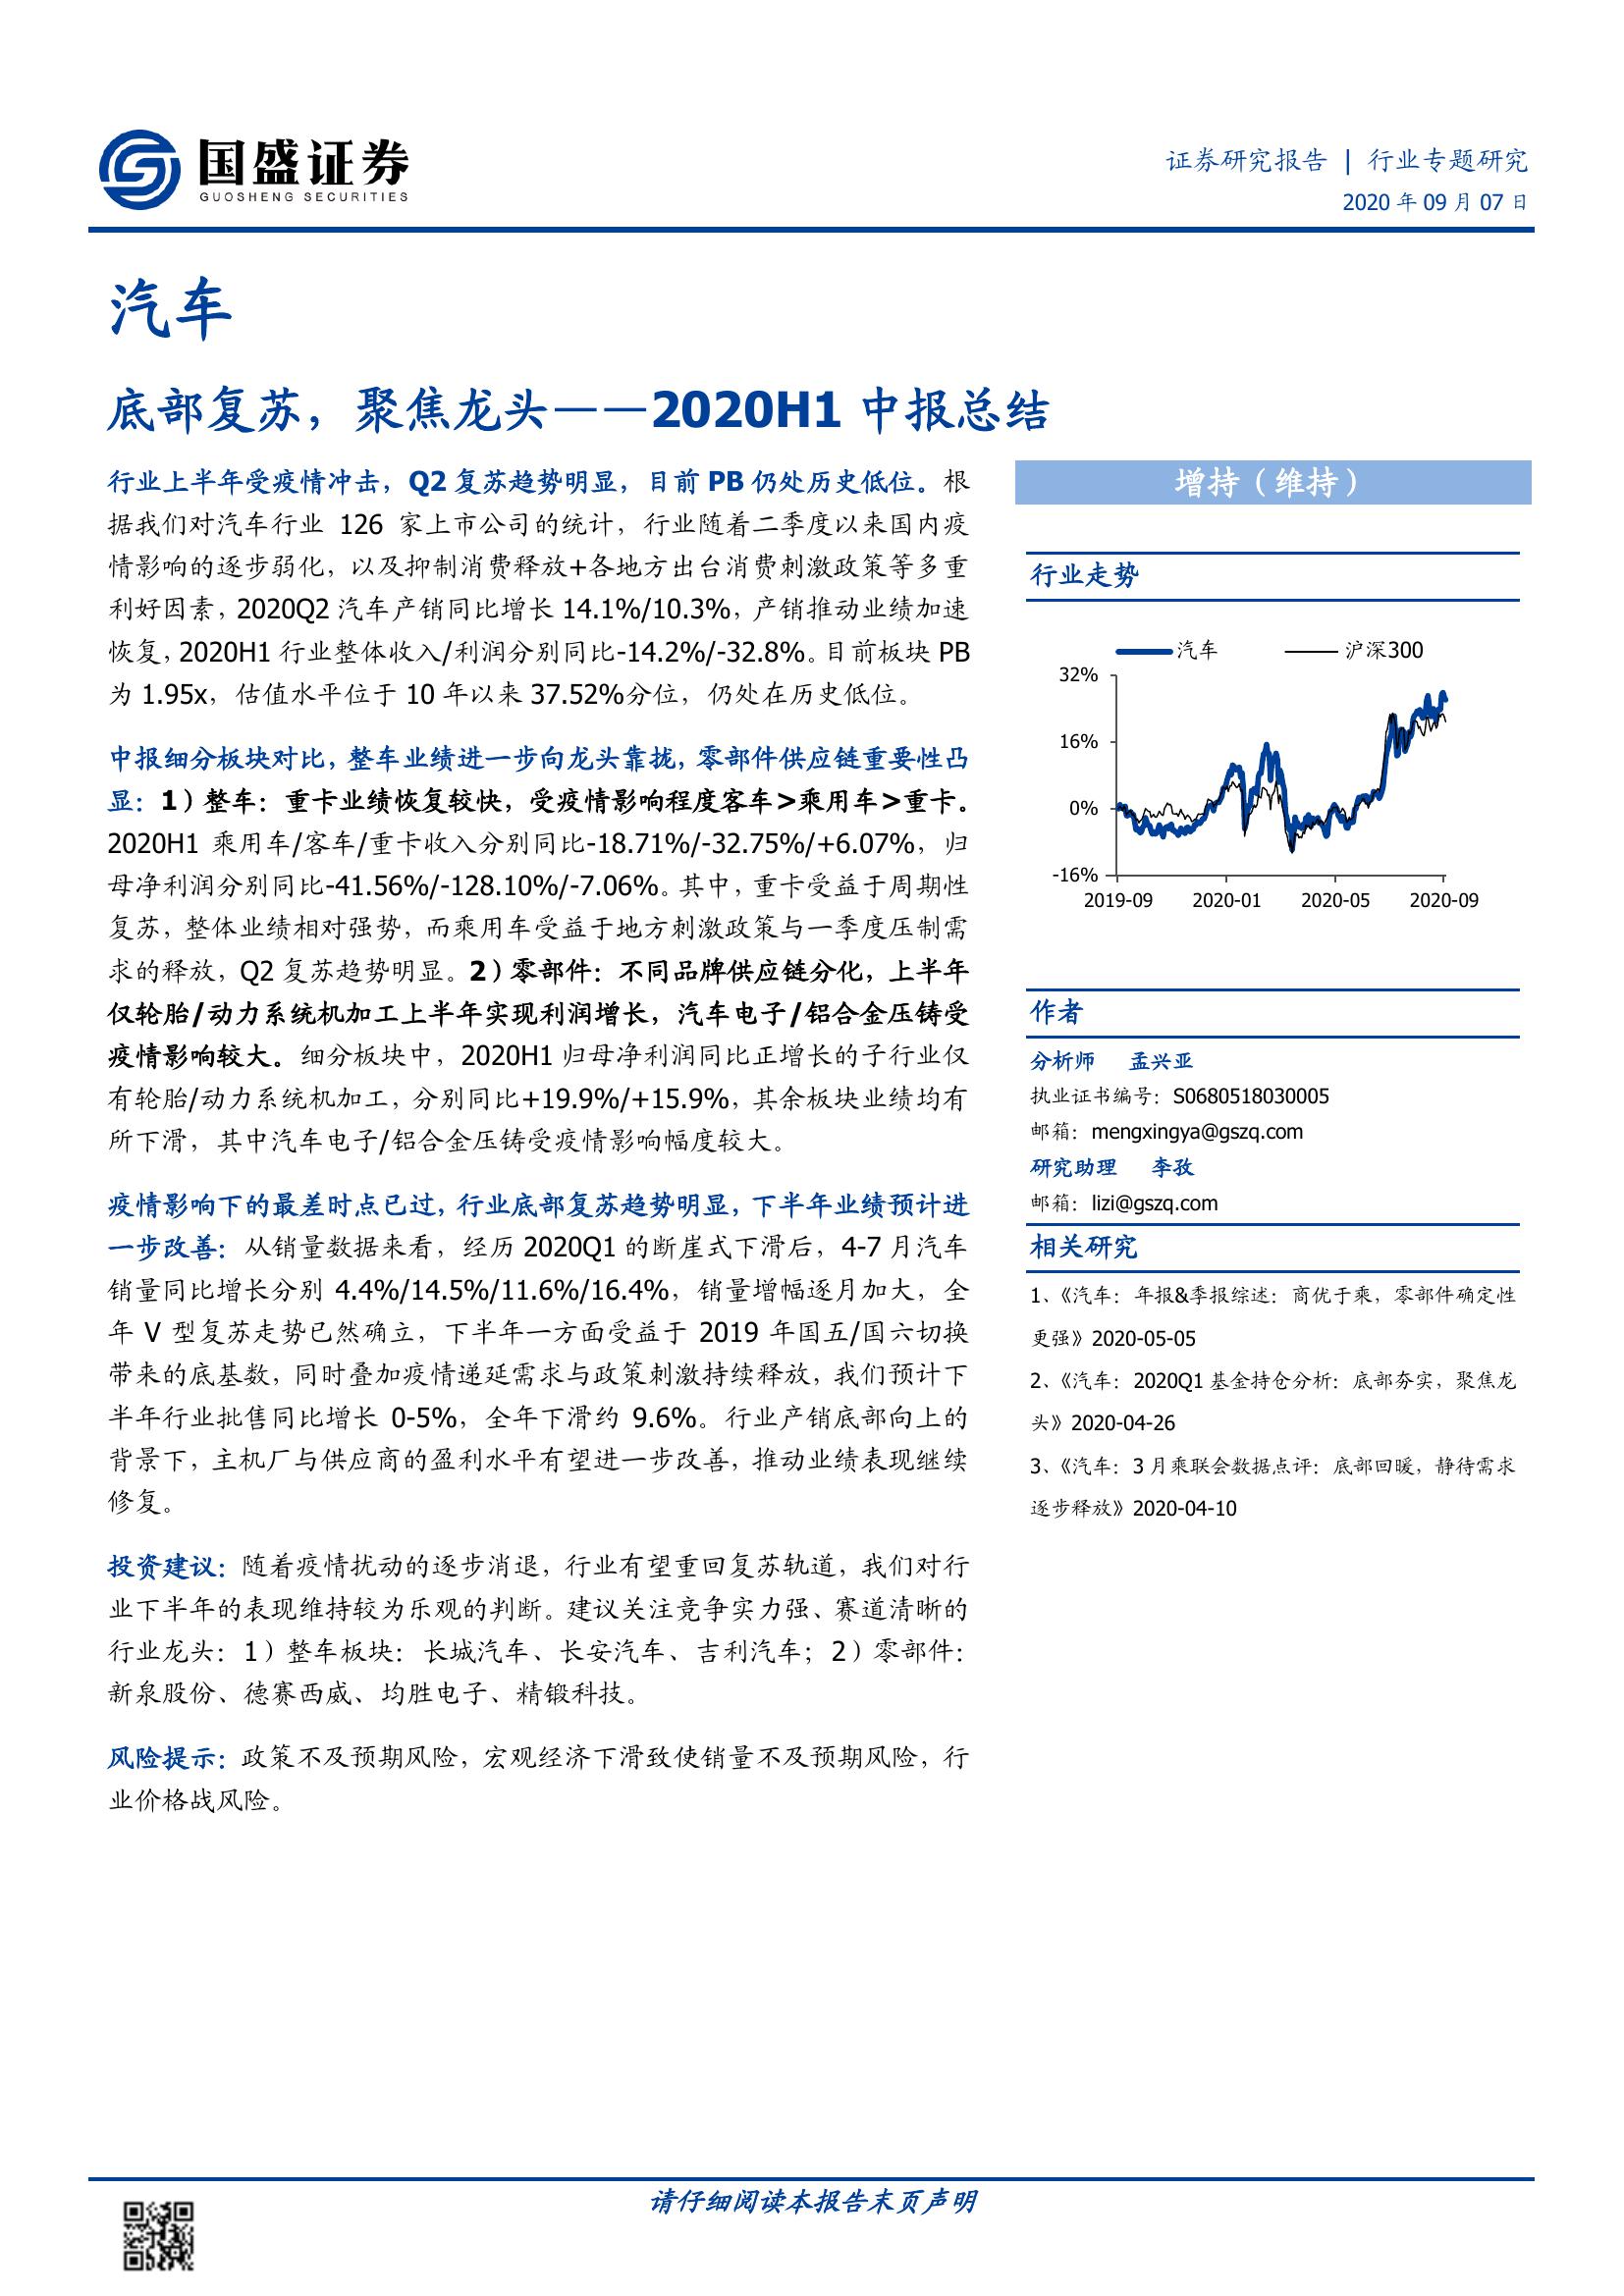 国盛证券
GUOSHENG SECURITIES
证券研究报告 | 行业专题研究
2020 年 09 月 07 日
汽车
底部复苏，聚焦龙头——2020H1 中报总结
行业上半年受疫情冲击，Q2 复苏趋势明显，目前 PB 仍处历史低位。根
据我们对汽车行业 126 家上市公司的统计，行业随着二季度以来国内疫
情影响的逐步弱化，以及抑制消费释放+各地方出台消费刺激政策等多重
利好因素，2020Q2 汽车产销同比增长 14.1%/10.3%，产销推动业绩加速
恢复，2020H1 行业整体收入/利润分别同比-14.2%/-32.8%。目前板块 PB
为 1.95x，估值水平位于 10 年以来 37.52%分位，仍处在历史低位。
中报细分板块对比，整车业绩进一步向龙头靠拢，零部件供应链重要性凸
显：1）整车：重卡业绩恢复较快，受疫情影响程度客车>乘用车>重卡。
2020H1 乘用车/客车/重卡收入分别同比-18.71%/-32.75%/+6.07%，归
母净利润分别同比-41.56%/-128.10%/-7.06%。其中，重卡受益于周期性
复苏，整体业绩相对强势，而乘用车受益于地方刺激政策与一季度压制需
求的释放，Q2 复苏趋势明显。2）零部件：不同品牌供应链分化，上半年
仅轮胎/动力系统机加工上半年实现利润增长，汽车电子/铝合金压铸受
疫情影响较大。细分板块中，2020H1 归母净利润同比正增长的子行业仅
有轮胎/动力系统机加工，分别同比+19.9%/+15.9%，其余板块业绩均有
所下滑，其中汽车电子/铝合金压铸受疫情影响幅度较大。
疫情影响下的最差时点已过，行业底部复苏趋势明显，下半年业绩预计进
一步改善：从销量数据来看，经历 2020Q1 的断崖式下滑后，4-7 月汽车
销量同比增长分别 4.4%/14.5%/11.6%/16.4%，销量增幅逐月加大，全
年 V 型复苏走势已然确立，下半年一方面受益于 2019 年国五/国六切换
带来的底基数，同时叠加疫情递延需求与政策刺激持续释放，我们预计下
半年行业批售同比增长 0-5%，全年下滑约 9.6%。行业产销底部向上的
背景下，主机厂与供应商的盈利水平有望进一步改善，推动业绩表现继续
修复。
投资建议：随着疫情扰动的逐步消退，行业有望重回复苏轨道，我们对行
业下半年的表现维持较为乐观的判断。建议关注竞争实力强、赛道清晰的
行业龙头：1）整车板块：长城汽车、长安汽车、吉利汽车；2）零部件：
新泉股份、德赛西威、均胜电子、精锻科技。
风险提示：政策不及预期风险，宏观经济下滑致使销量不及预期风险，行
业价格战风险。
增持（维持）
行业走势
汽车 沪深300
32%
16%
0%
-16%
2019-09 2020-01 2020-05 2020-09
作者
分析师 孟兴亚
执业证书编号：S0680518030005
邮箱：mengxingya@gszq.com
研究助理 李孜
邮箱：lizi@gszq.com
相关研究
1、《汽车：年报&季报综述：商优于乘，零部件确定性
更强》2020-05-05
2、《汽车：2020Q1 基金持仓分析：底部夯实，聚焦龙
头》2020-04-26
3、《汽车：3 月乘联会数据点评：底部回暖，静待需求
逐步释放》2020-04-10
请仔细阅读本报告末页声明